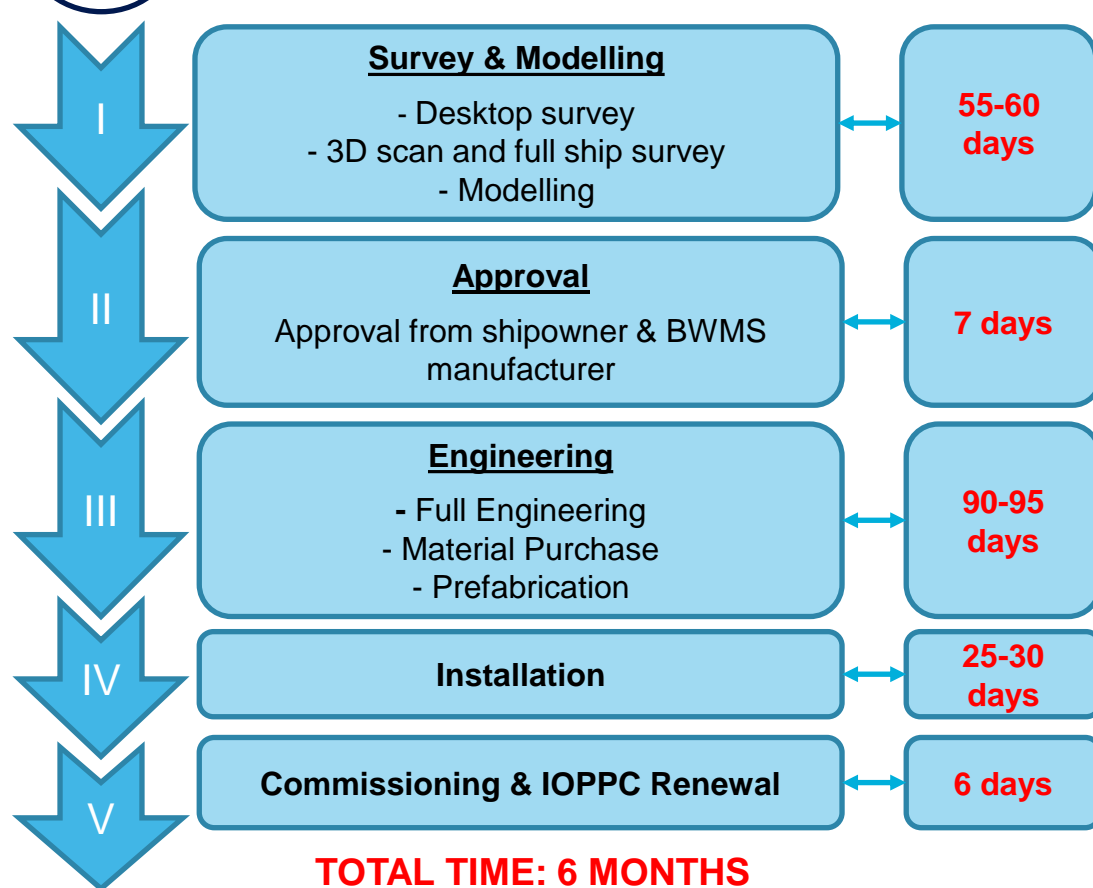 I
Survey & Modelling
- Desktop survey
- 3D scan and full ship survey
- Modelling
55-60
days
II
Approval
Approval from shipowner & BWMS
manufacturer
7 days
III
Engineering
- Full Engineering
- Material Purchase
- Prefabrication
90-95
days
IV
Installation
25-30
days
V
Commissioning & IOPPC Renewal
6 days
TOTAL TIME: 6 MONTHS